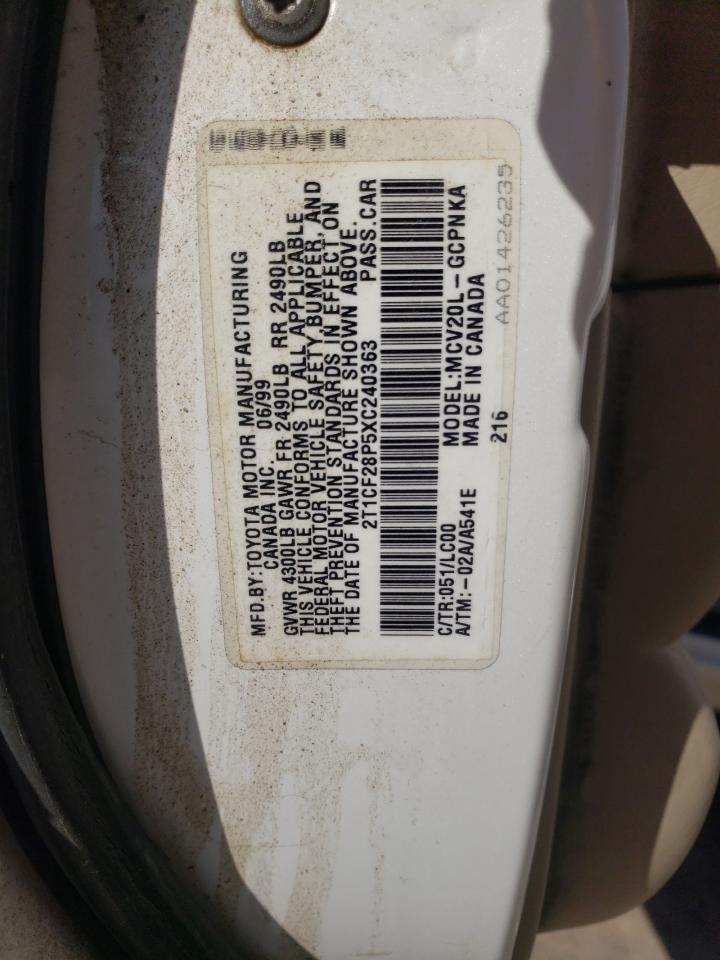 MFD.BY:TOYOTA MOTOR MANUFACTURING
CANADA INC. 06/99
GVWR 4300LB GAWR FR 2490LB RR 2490LB
THIS VEHICLE CONFORMS TO ALL APPLICABLE
FEDERAL MOTOR VEHICLE SAFETY, BUMPER, AND
THEFT PREVENTION STANDARDS IN EFFECT ON
THE DATE OF MANUFACTURE SHOWN ABOVE.
2T1CF28P5XC240363 PASS.CAR
C/TR:051/LC00 MODEL:MCV20L-GCPNKA
A/TM:-02A/A541E MADE IN CANADA
216
AA01426235